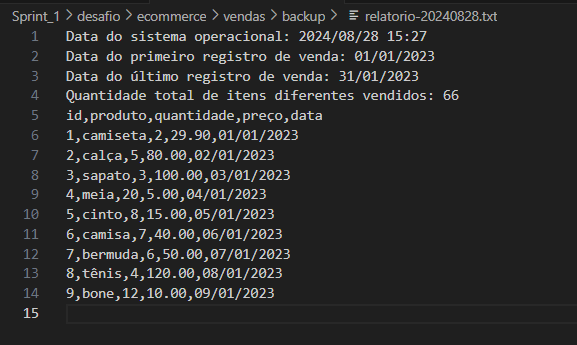 Sprint_1 > desafio > ecommerce > vendas > backup > relatorio-20240828.txt
1 Data do sistema operacional: 2024/08/28 15:27
2 Data do primeiro registro de venda: 01/01/2023
3 Data do último registro de venda: 31/01/2023
4 Quantidade total de itens diferentes vendidos: 66
5 id,produto,quantidade,preço,data
6 1,camiseta,2,29.90,01/01/2023
7 2,calça,5,80.00,02/01/2023
8 3,sapato,3,100.00,03/01/2023
9 4,meia,20,5.00,04/01/2023
10 5,cinto,8,15.00,05/01/2023
11 6,camisa,7,40.00,06/01/2023
12 7,bermuda,6,50.00,07/01/2023
13 8,tênis,4,120.00,08/01/2023
14 9,bone,12,10.00,09/01/2023
15